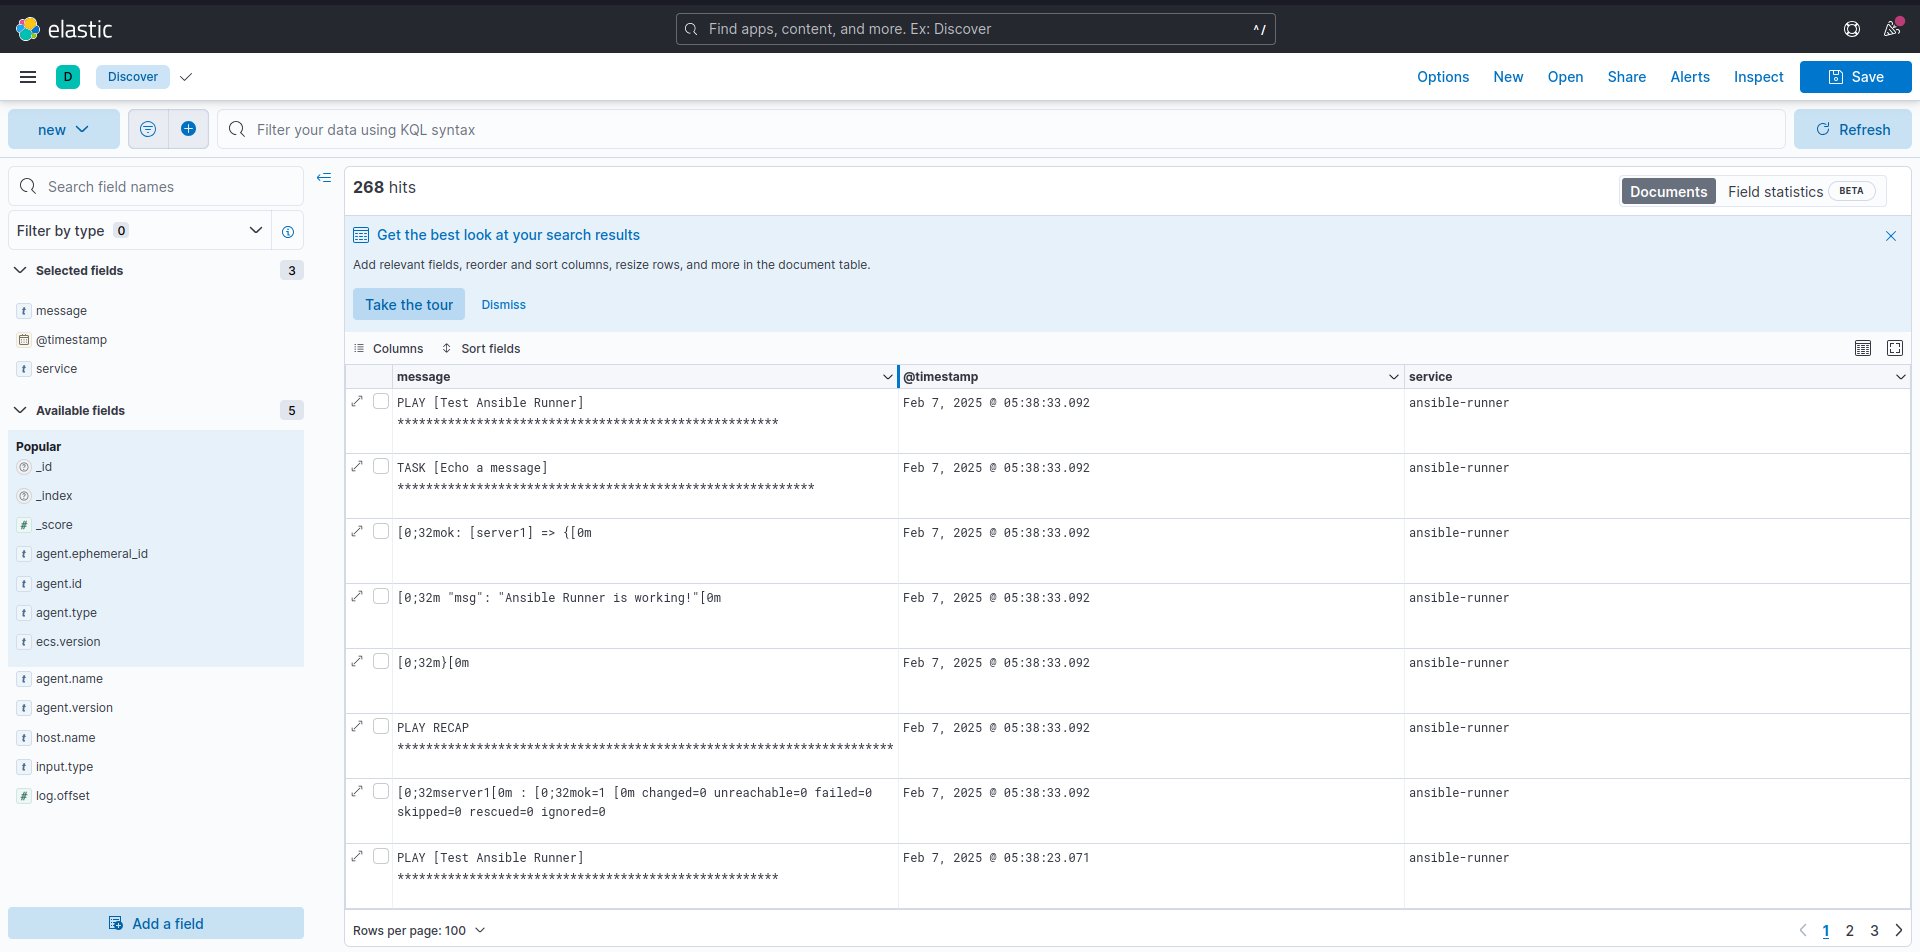 elastic
Find apps, content, and more. Ex: Discover
^/
D
Discover
Options
New
Open
Share
Alerts
Inspect
Save
new
Filter your data using KQL syntax
Refresh
Search field names
268 hits
Documents
Field statistics
BETA
Filter by type 0
Get the best look at your search results
Add relevant fields, reorder and sort columns, resize rows, and more in the document table.
Take the tour
Dismiss
Selected fields 3
message
@timestamp
service
Available fields 5
Popular
_id
_index
_score
agent.ephemeral_id
agent.id
agent.type
ecs.version
agent.name
agent.version
host.name
input.type
log.offset
Add a field
Columns
Sort fields
message @timestamp service
PLAY [Test Ansible Runner] Feb 7, 2025 @ 05:38:33.092 ansible-runner
*****************************************************
TASK [Echo a message] Feb 7, 2025 @ 05:38:33.092 ansible-runner
**********************************************************
[0;32mok: [server1] => {[0m Feb 7, 2025 @ 05:38:33.092 ansible-runner
[0;32m "msg": "Ansible Runner is working!"[0m Feb 7, 2025 @ 05:38:33.092 ansible-runner
[0;32m}[0m Feb 7, 2025 @ 05:38:33.092 ansible-runner
PLAY RECAP Feb 7, 2025 @ 05:38:33.092 ansible-runner
*********************************************************************
[0;32mserver1[0m : [0;32mok=1 [0m changed=0 unreachable=0 failed=0 Feb 7, 2025 @ 05:38:33.092 ansible-runner
skipped=0 rescued=0 ignored=0
PLAY [Test Ansible Runner] Feb 7, 2025 @ 05:38:23.071 ansible-runner
*****************************************************
Rows per page: 100
1 2 3